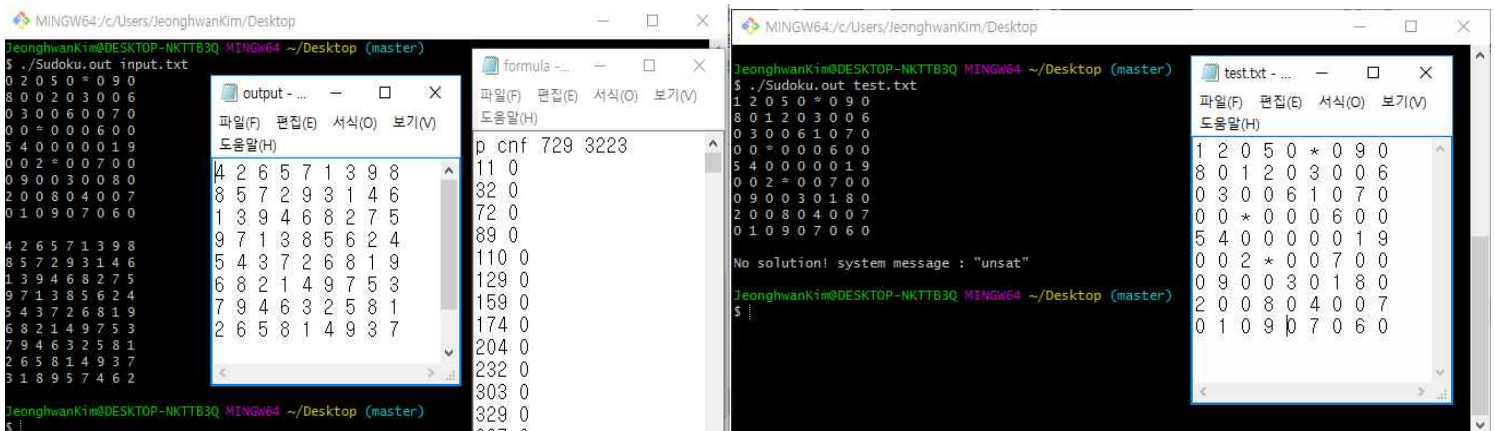 MINGW64:/c/Users/JeonghwanKim/Desktop
JeonghwanKim@DESKTOP-NKTTB3Q MINGW64 ~/Desktop (master)
$ ./Sudoku.out input.txt
0 2 0 5 0 * 0 9 0
8 0 0 2 0 3 0 0 6
0 3 0 0 6 0 0 7 0
0 0 * 0 0 0 6 0 0
5 4 0 0 0 0 0 1 9
0 0 2 * 0 0 7 0 0
0 9 0 0 3 0 0 8 0
2 0 0 8 0 4 0 0 7
0 1 0 9 0 7 0 6 0
4 2 6 5 7 1 3 9 8
8 5 7 2 9 3 1 4 6
1 3 9 4 6 8 2 7 5
9 7 1 3 8 5 6 2 4
5 4 3 7 2 6 8 1 9
6 8 2 1 4 9 7 5 3
7 9 4 6 3 2 5 8 1
2 6 5 8 1 4 9 3 7
3 1 8 9 5 7 4 6 2
JeonghwanKim@DESKTOP-NKTTB3Q MINGW64 ~/Desktop (master)
$
output - ...
파일(F) 편집(E) 서식(O) 보기(V)
도움말(H)
4 2 6 5 7 1 3 9 8
8 5 7 2 9 3 1 4 6
1 3 9 4 6 8 2 7 5
9 7 1 3 8 5 6 2 4
5 4 3 7 2 6 8 1 9
6 8 2 1 4 9 7 5 3
7 9 4 6 3 2 5 8 1
2 6 5 8 1 4 9 3 7
formula -...
파일(F) 편집(E) 서식(O) 보기(V)
도움말(H)
p cnf 729 3223
11 0
32 0
72 0
89 0
110 0
129 0
159 0
174 0
204 0
232 0
303 0
329 0
MINGW64:/c/Users/JeonghwanKim/Desktop
JeonghwanKim@DESKTOP-NKTTB3Q MINGW64 ~/Desktop (master)
$ ./Sudoku.out test.txt
1 2 0 5 0 * 0 9 0
8 0 1 2 0 3 0 0 6
0 3 0 0 6 1 0 7 0
0 0 * 0 0 0 6 0 0
5 4 0 0 0 0 0 1 9
0 0 2 * 0 0 7 0 0
0 9 0 0 3 0 1 8 0
2 0 0 8 0 4 0 0 7
0 1 0 9 0 7 0 6 0
No solution! system message : "unsat"
JeonghwanKim@DESKTOP-NKTTB3Q MINGW64 ~/Desktop (master)
$
test.txt - ...
파일(F) 편집(E) 서식(O) 보기(V)
도움말(H)
1 2 0 5 0 * 0 9 0
8 0 1 2 0 3 0 0 6
0 3 0 0 6 1 0 7 0
0 0 * 0 0 0 6 0 0
5 4 0 0 0 0 0 1 9
0 0 2 * 0 0 7 0 0
0 9 0 0 3 0 1 8 0
2 0 0 8 0 4 0 0 7
0 1 0 9 0 7 0 6 0